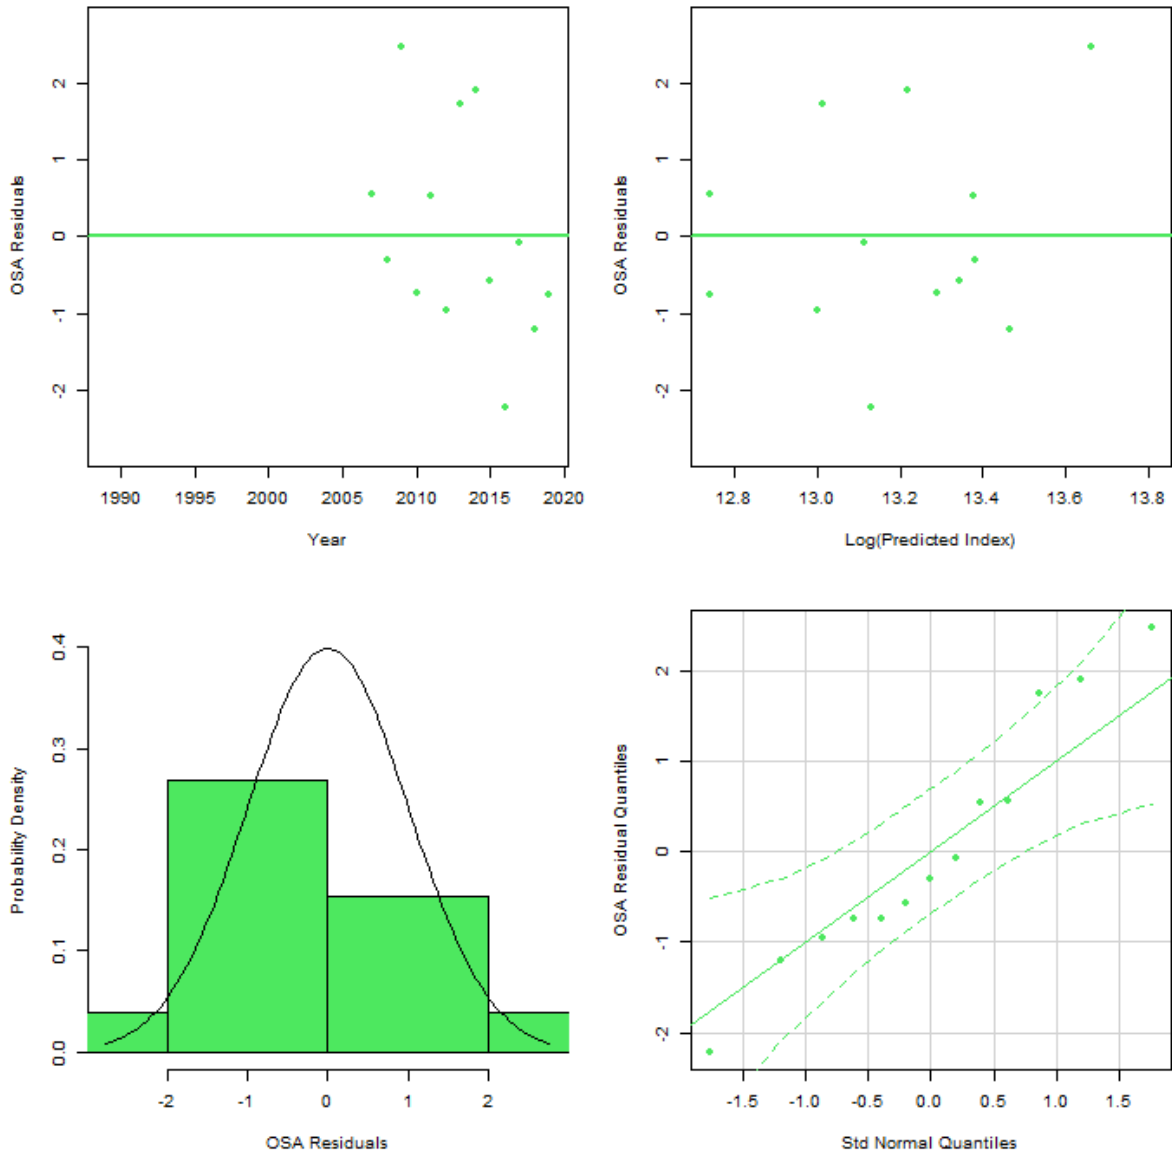 2
1
0
-1
-2
OSA Residuals
1990 1995 2000 2005 2010 2015 2020
Year
2
1
0
-1
-2
OSA Residuals
12.8 13.0 13.2 13.4 13.6 13.8
Log(Predicted Index)
0.4
0.3
0.2
0.1
0.0
Probability Density
-2 -1 0 1 2
OSA Residuals
2
1
0
-1
-2
OSA Residual Quantiles
-1.5 -1.0 -0.5 0.0 0.5 1.0 1.5
Std Normal Quantiles